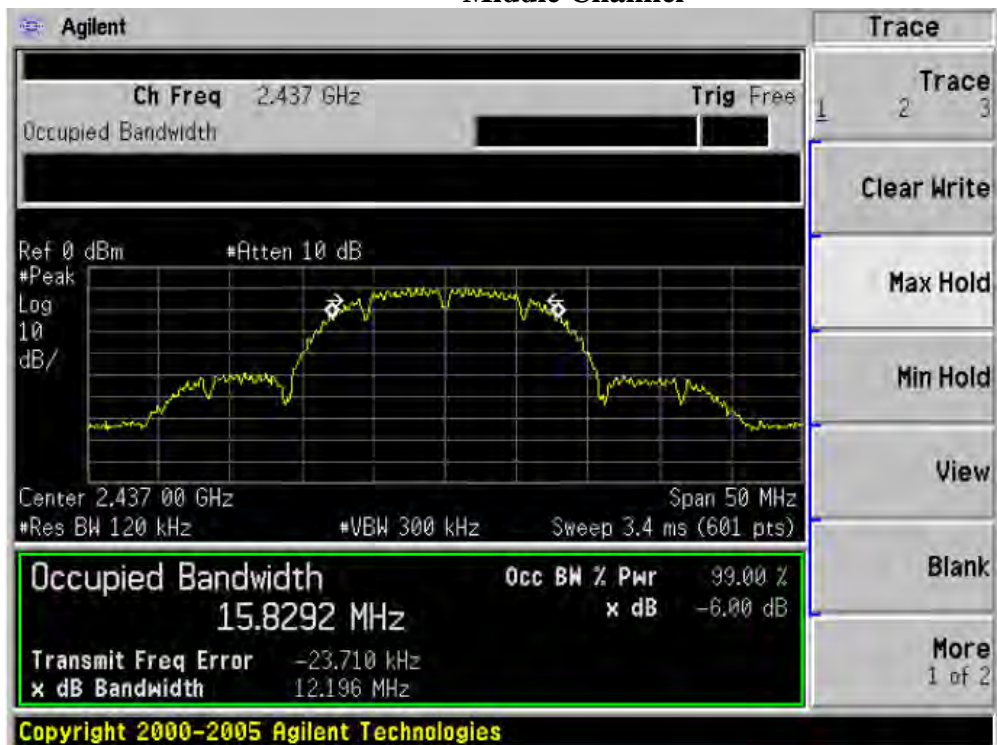 Middle Channel
Agilent
Trace
Ch Freq 2.437 GHz Trig Free
Occupied Bandwidth
Trace
1 2 3
Clear Write
Max Hold
Min Hold
View
Blank
More
1 of 2
Ref 0 dBm #Atten 10 dB
#Peak
Log
10
dB/
Center 2.437 00 GHz Span 50 MHz
#Res BW 120 kHz #VBW 300 kHz Sweep 3.4 ms (601 pts)
Occupied Bandwidth Occ BW % Pwr 99.00 %
15.8292 MHz x dB -6.00 dB
Transmit Freq Error -23.710 kHz
x dB Bandwidth 12.196 MHz
Copyright 2000-2005 Agilent Technologies